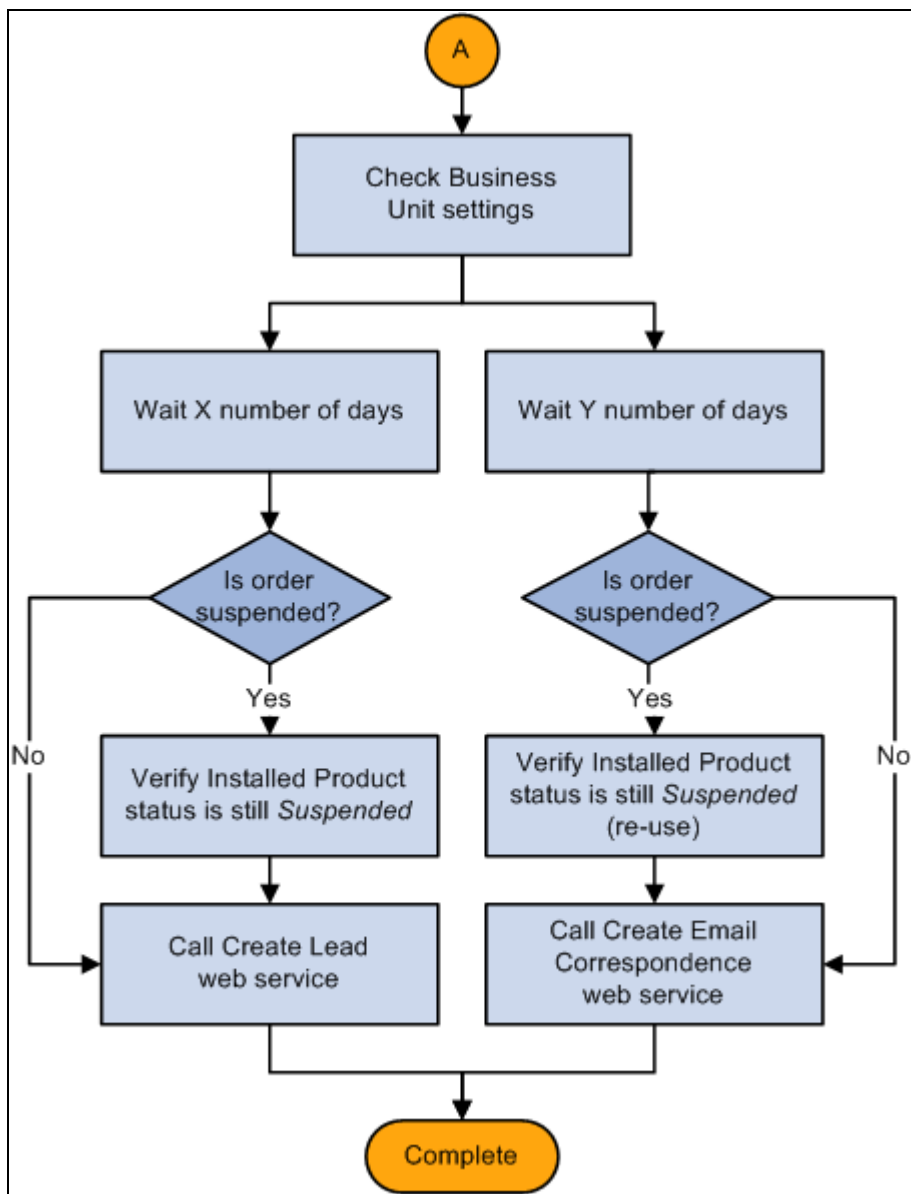 A
Check Business
Unit settings
Wait X number of days
Wait Y number of days
Is order
suspended?
Is order
suspended?
Yes
Yes
No
No
Verify Installed Product
status is still Suspended
Verify Installed Product
status is still Suspended
(re-use)
Call Create Lead
web service
Call Create Email
Correspondence
web service
Complete